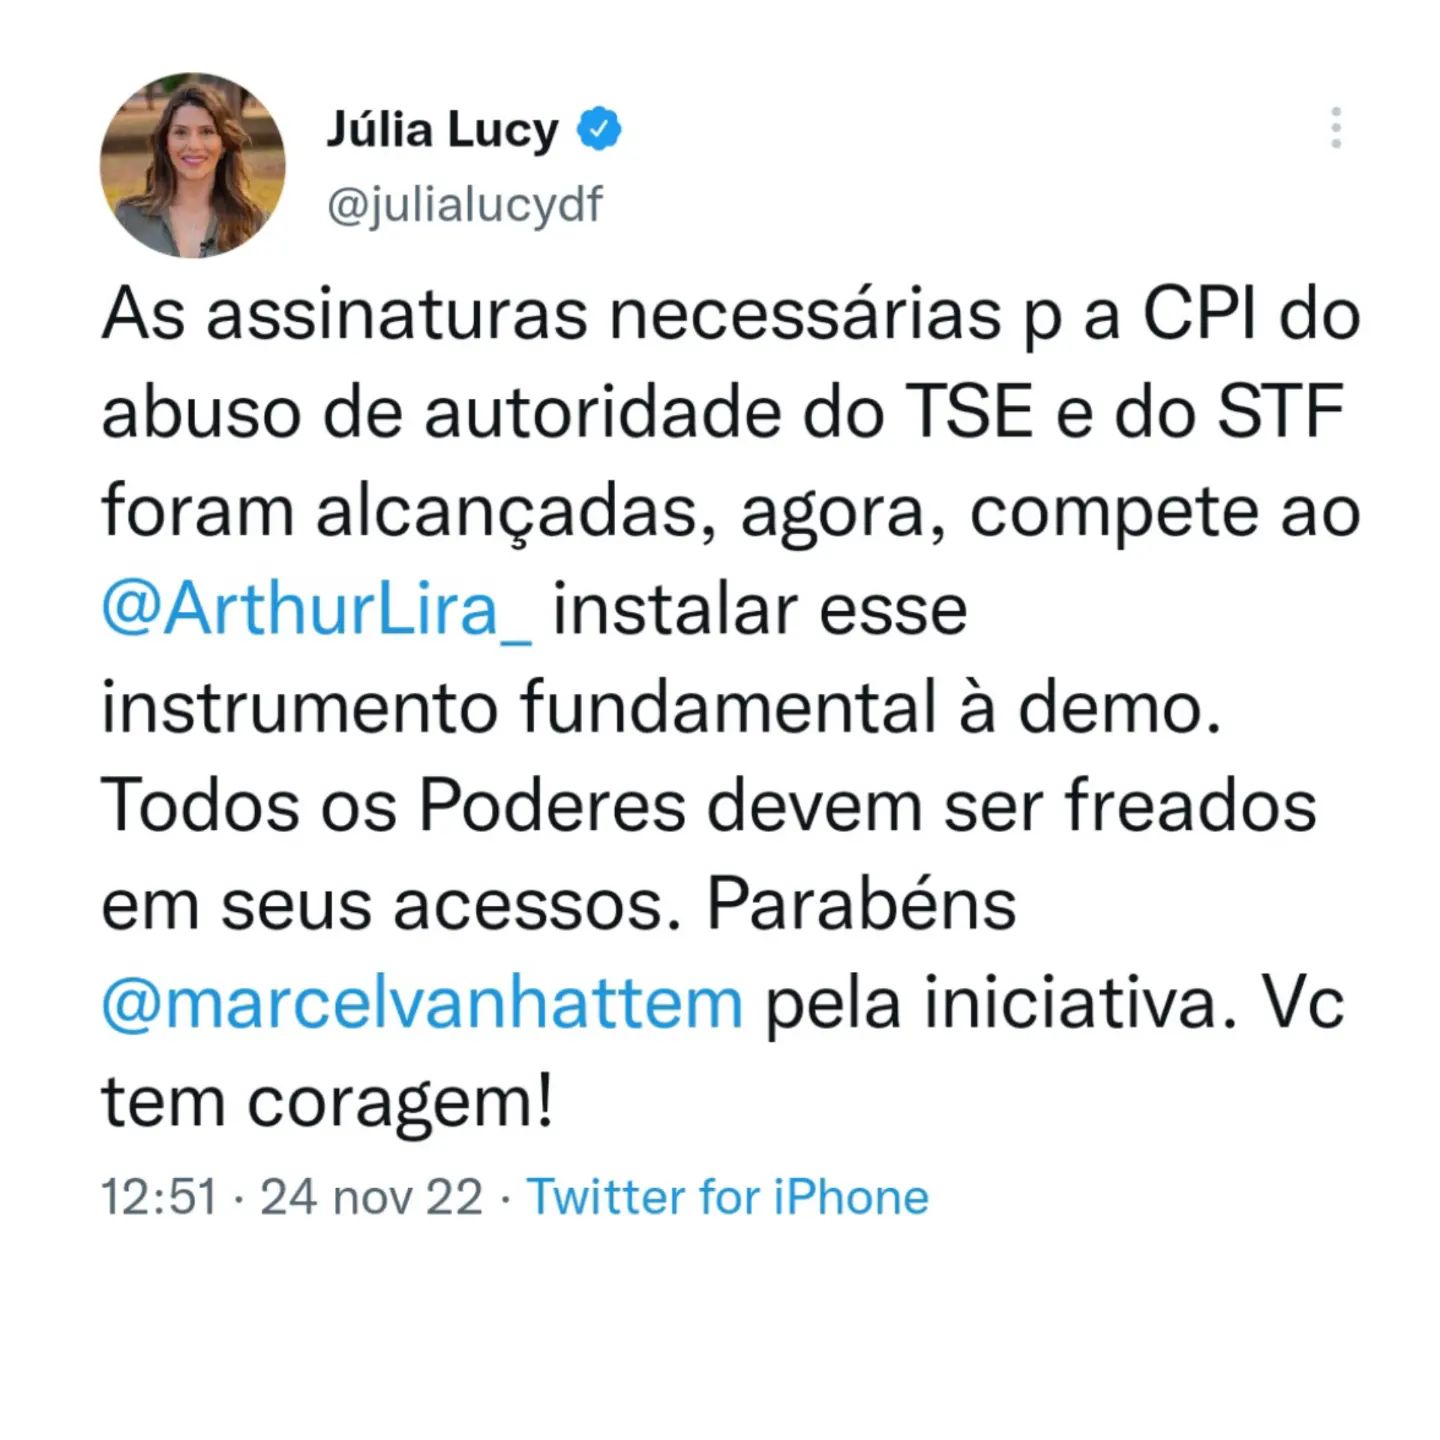 Júlia Lucy
@julialucydf
As assinaturas necessárias p a CPI do
abuso de autoridade do TSE e do STF
foram alcançadas, agora, compete ao
@ArthurLira_ instalar esse
instrumento fundamental à demo.
Todos os Poderes devem ser freados
em seus acessos. Parabéns
@marcelvanhattem pela iniciativa. Vc
tem coragem!
12:51 · 24 nov 22 · Twitter for iPhone